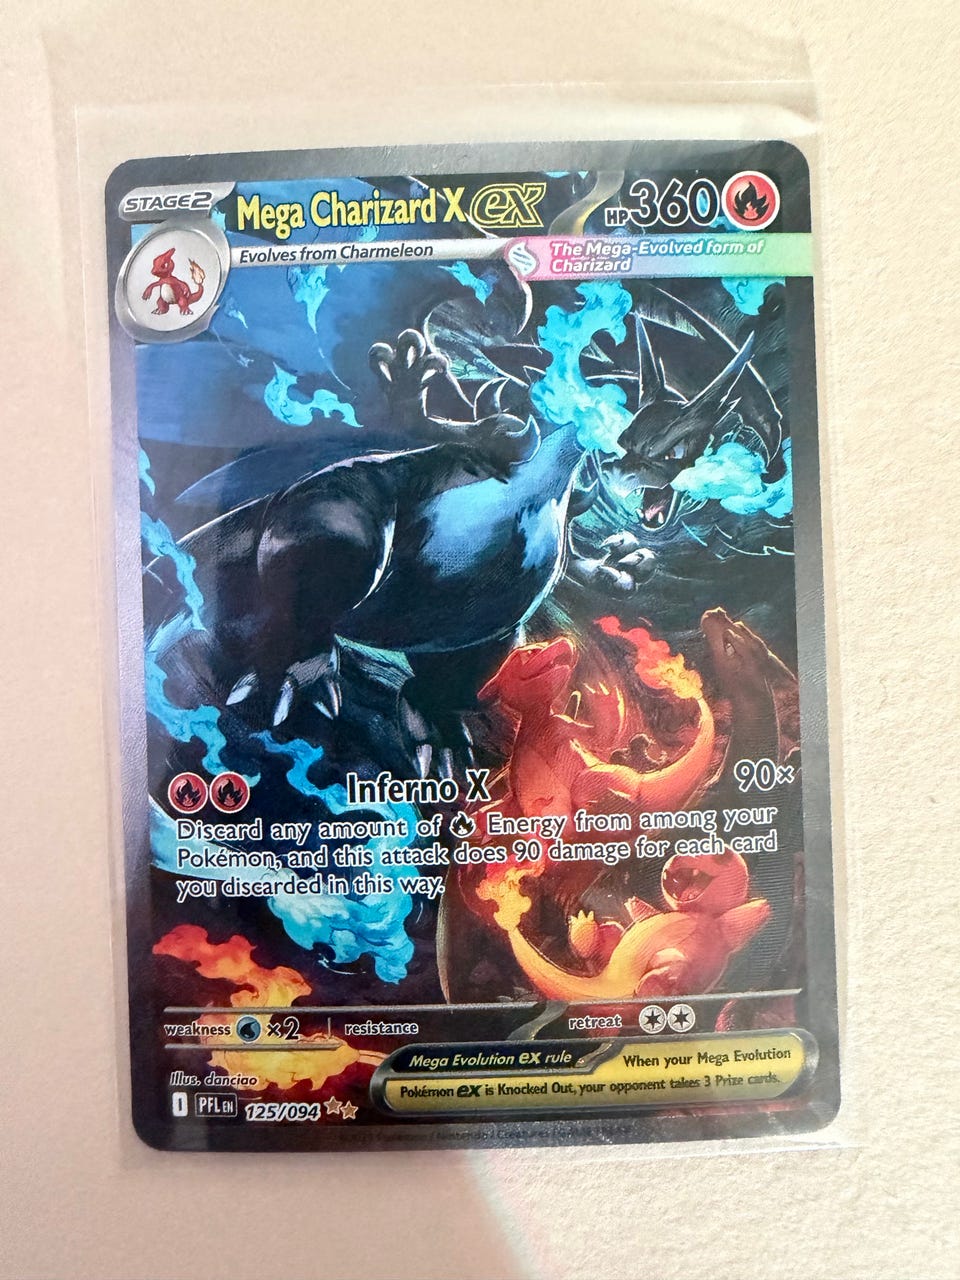 STAGE2
Mega Charizard X ex
HP360
Evolves from Charmeleon
The Mega-Evolved form of
Charizard
Inferno X
90×
Discard any amount of Energy from among your
Pokémon, and this attack does 90 damage for each card
you discarded in this way.
weakness ×2
resistance
retreat
Mega Evolution ex rule
When your Mega Evolution
Pokémon ex is Knocked Out, your opponent takes 3 Prize cards.
Illus. danciao
I PFL EN 125/094